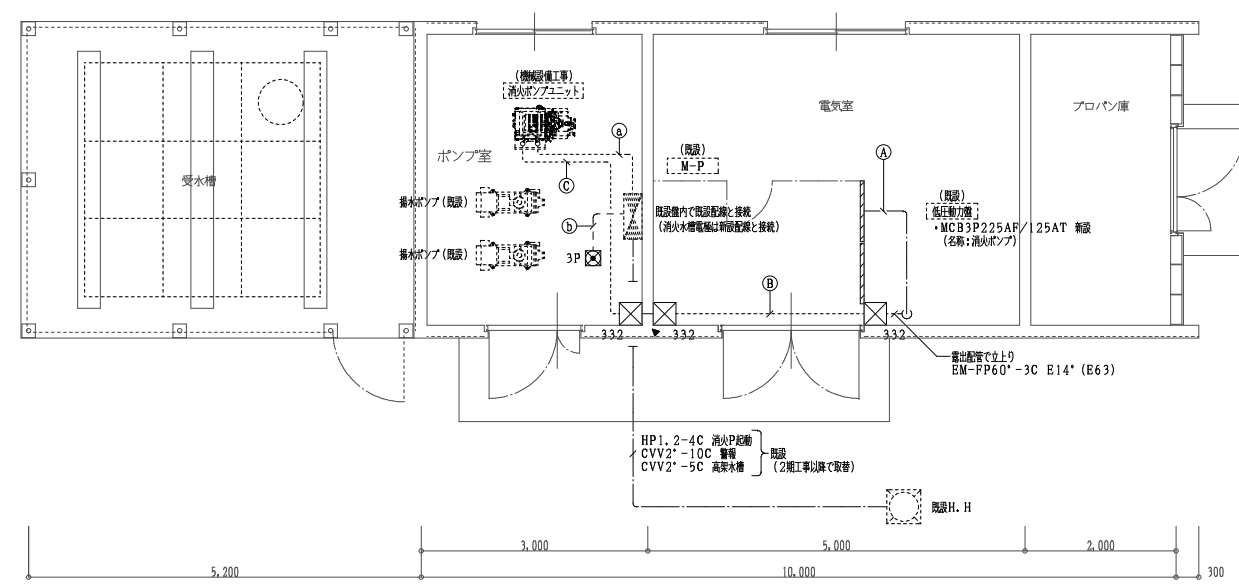 (機械設備工事)
消火ポンプユニット
電気室
プロパン庫
a
ポンプ室
(既設)
M-P
A
C
受水槽
(既設)
低圧動力盤
・MCB3P225AF/125AT 新設
(名称:消火ポンプ)
揚水ポンプ(既設)
既設盤内で既設配線と接続
(消火水槽電極は新設配線と接続)
b
揚水ポンプ(既設)
3P
B
332
332
332
露出配管で立上り
EM-FP60°-3C E14°(E63)
HP1.2-4C 消火P起動
CVV2°-10C 警報
CVV2°-5C 高架水槽
既設
(2期工事以降で取替)
既設H.H
3,000
5,000
2,000
5,200
10,000
300